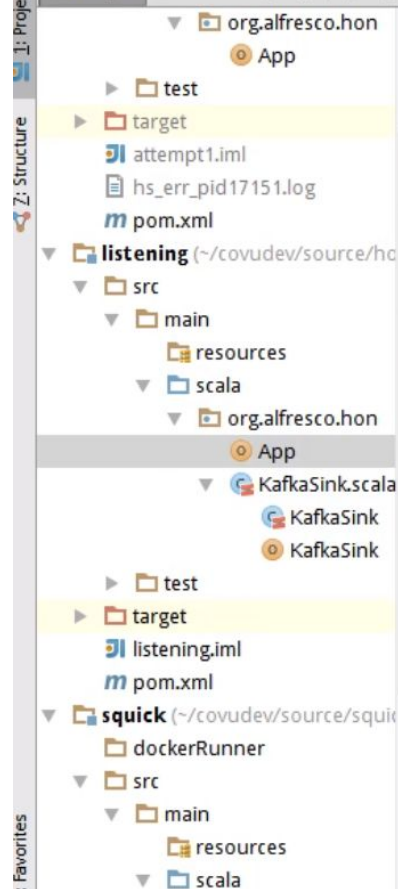 1: Proje
org.alfresco.hon
App
test
target
attempt1.iml
hs_err_pid17151.log
m pom.xml
Z: Structure
listening (~/covudev/source/ho
src
main
resources
scala
org.alfresco.hon
App
KafkaSink.scala
KafkaSink
KafkaSink
test
target
listening.iml
m pom.xml
squick (~/covudev/source/squic
dockerRunner
src
main
resources
scala
Favorites